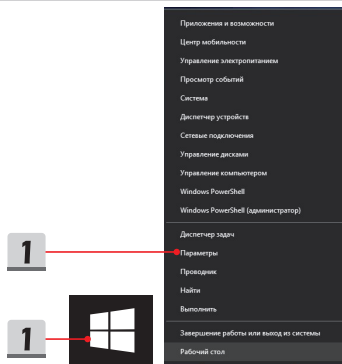 Приложения и возможности
Центр мобильности
Управление электропитанием
Просмотр событий
Система
Диспетчер устройств
Сетевые подключения
Управление дисками
Управление компьютером
Windows PowerShell
Windows PowerShell (администратор)
Диспетчер задач
1
Параметры
Проводник
Найти
Выполнить
1
Завершение работы или выход из системы
Рабочий стол